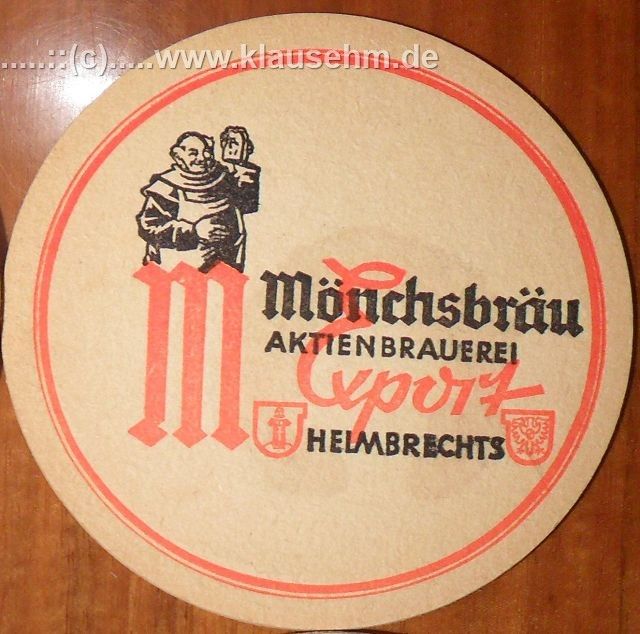 .....::(c).....www.klausehm.de
M Mönchsbräu
AKTIENBRAUEREI
Export
HELMBRECHTS